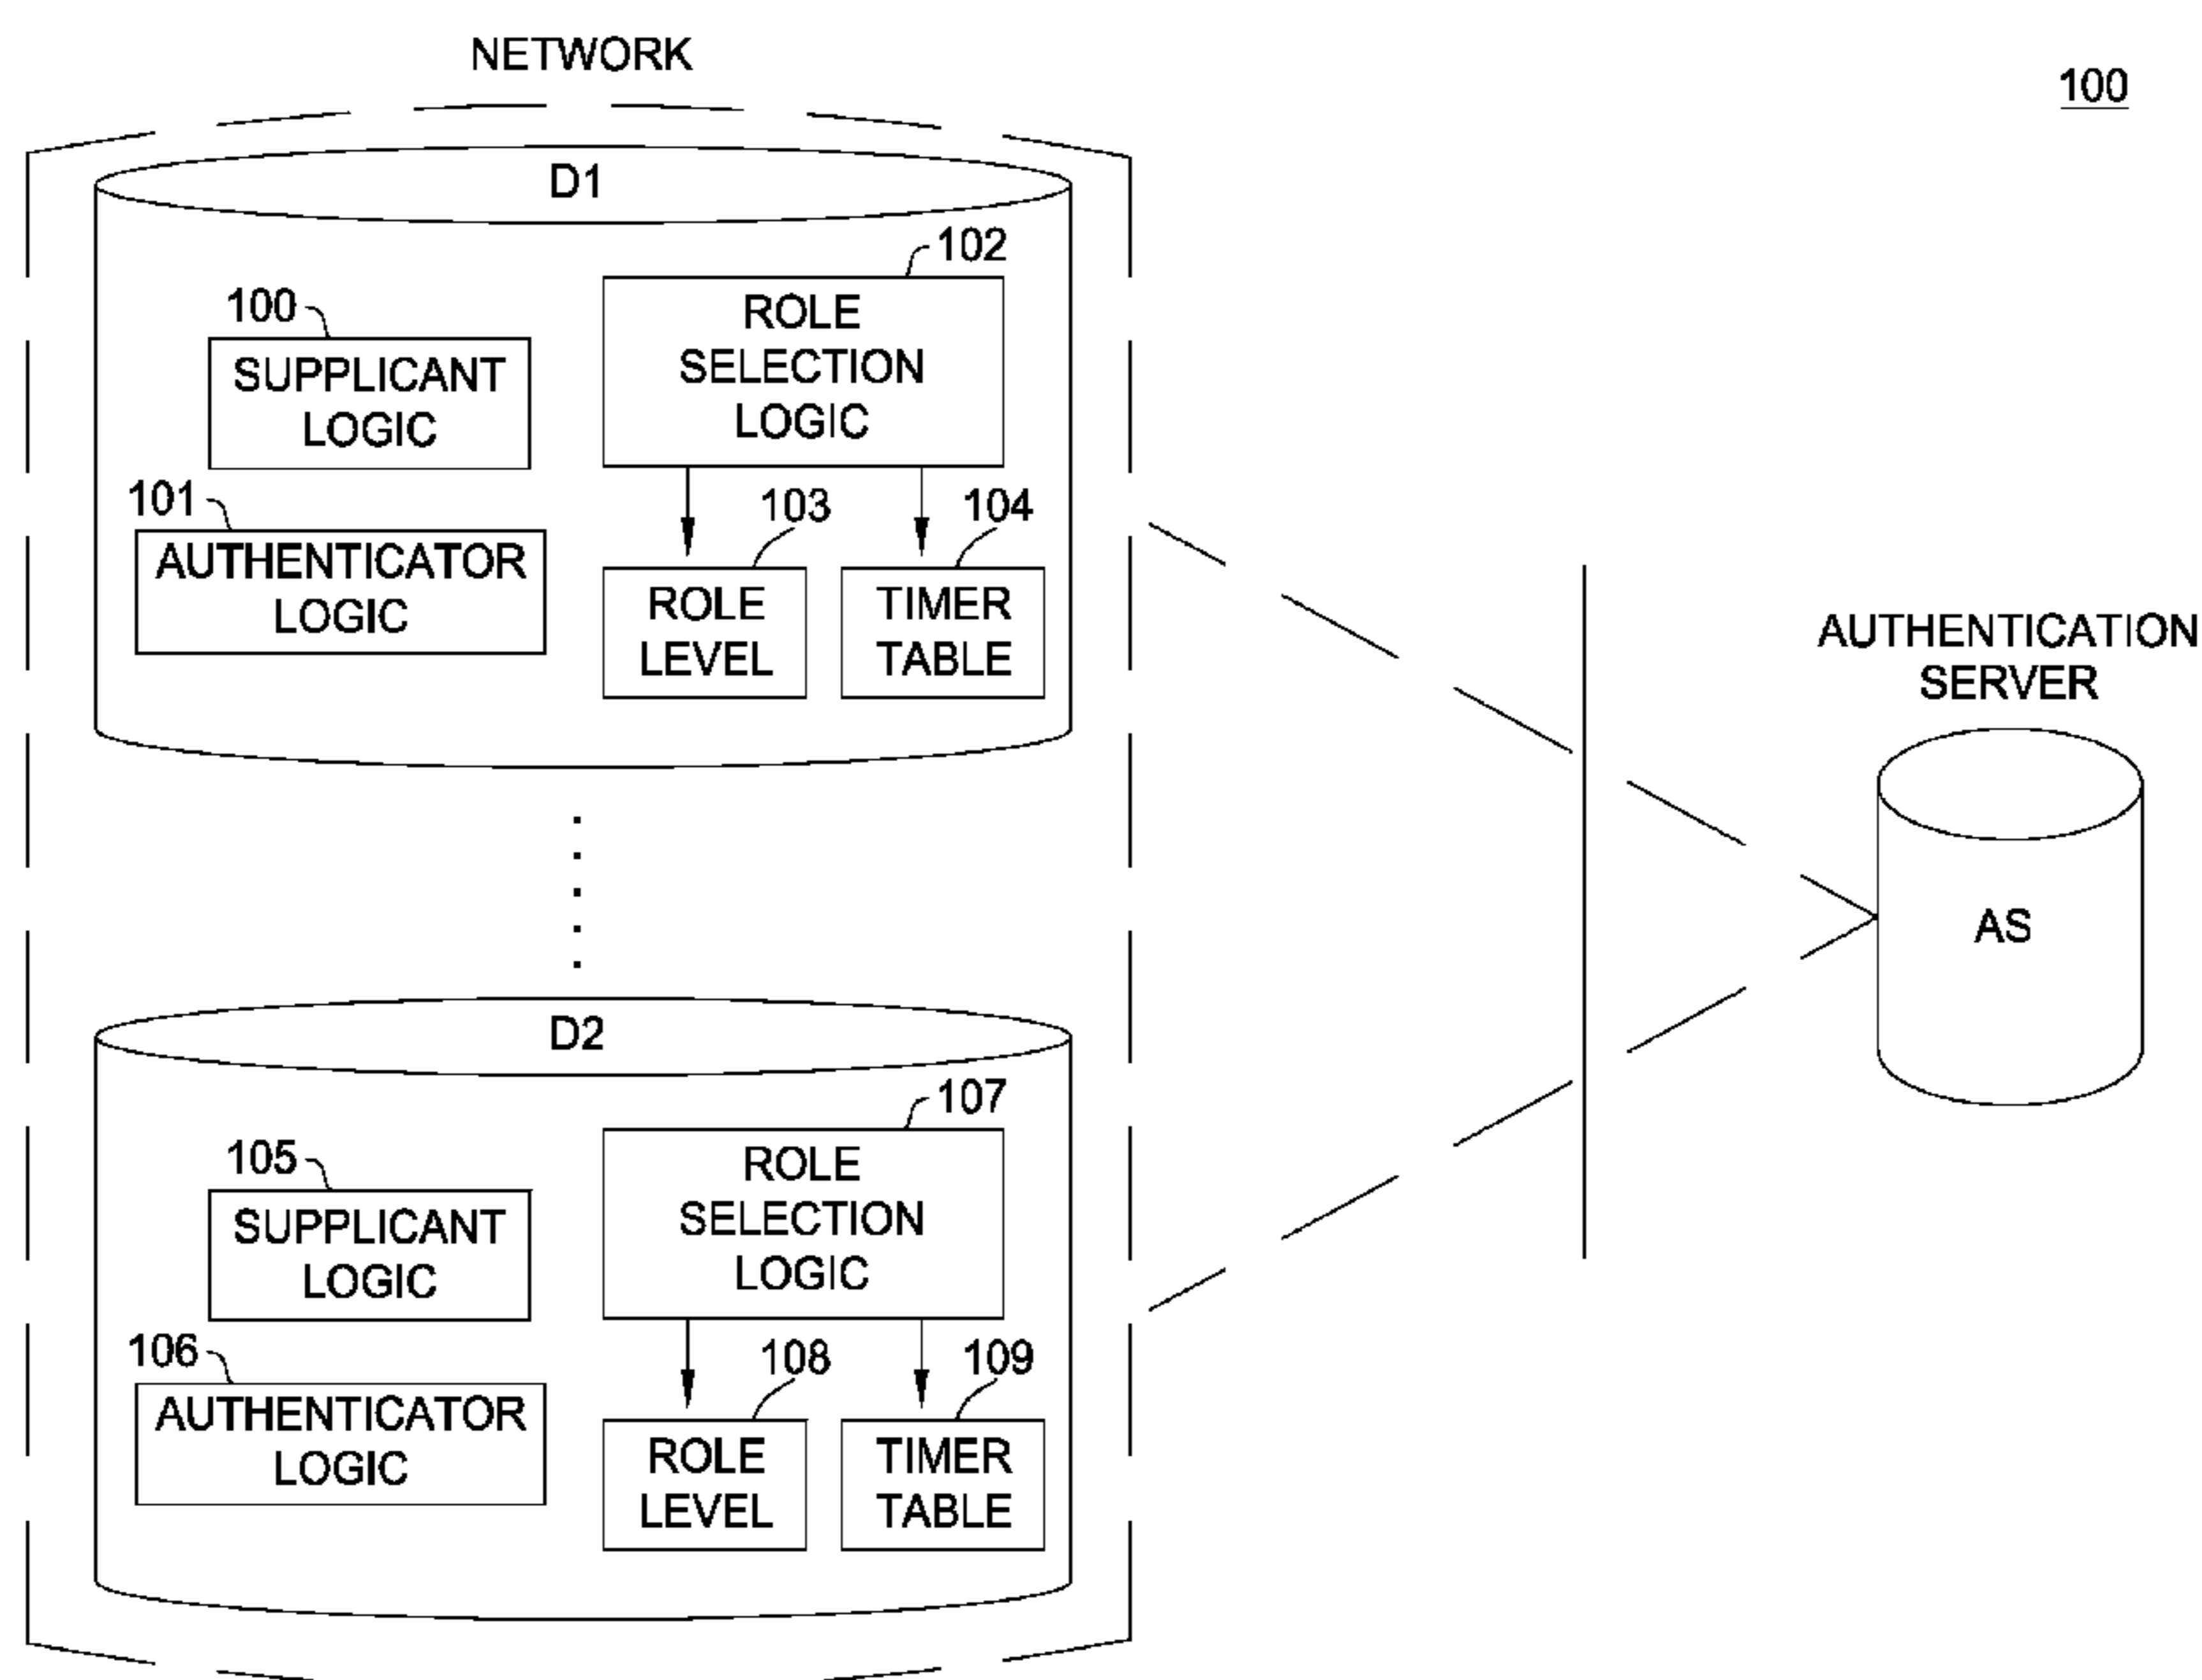 NETWORK
100
D1
102
100
ROLE
SELECTION
LOGIC
SUPPLICANT
LOGIC
101
103
104
AUTHENTICATOR
LOGIC
ROLE
LEVEL
TIMER
TABLE
AUTHENTICATION
SERVER
AS
D2
107
105
ROLE
SELECTION
LOGIC
SUPPLICANT
LOGIC
106
108
109
AUTHENTICATOR
LOGIC
ROLE
LEVEL
TIMER
TABLE